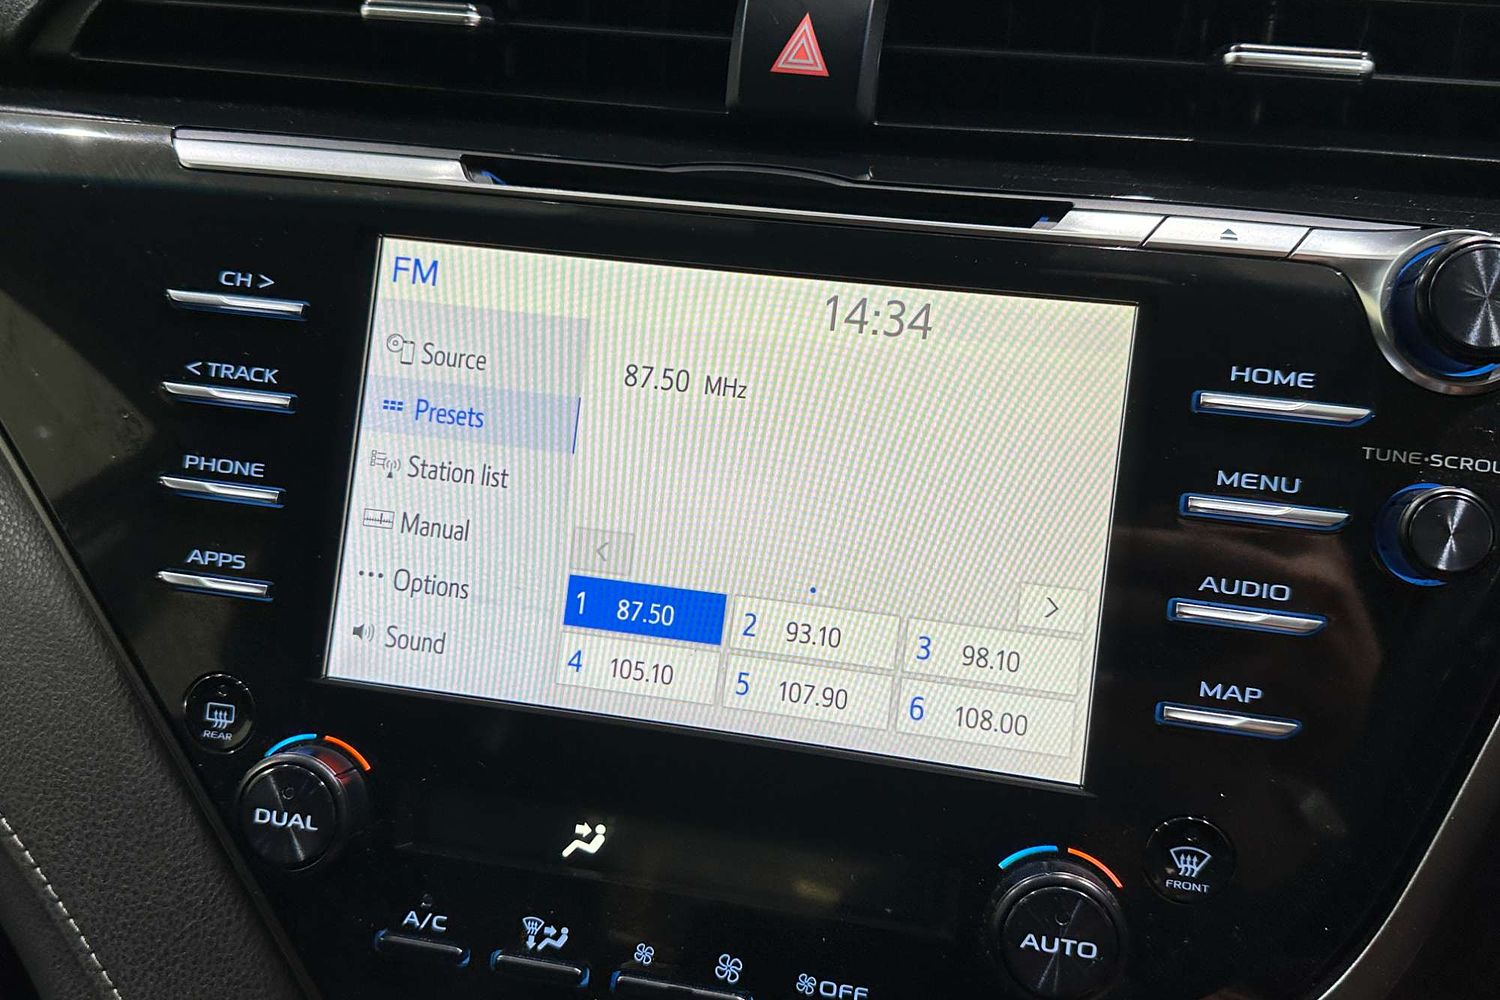 FM
14:34
Source
87.50 MHz
Presets
Station list
Manual
Options
Sound
1 87.50
2 93.10
3 98.10
4 105.10
5 107.90
6 108.00
CH >
< TRACK
PHONE
APPS
HOME
MENU
AUDIO
MAP
REAR
DUAL
A/C
OFF
AUTO
FRONT